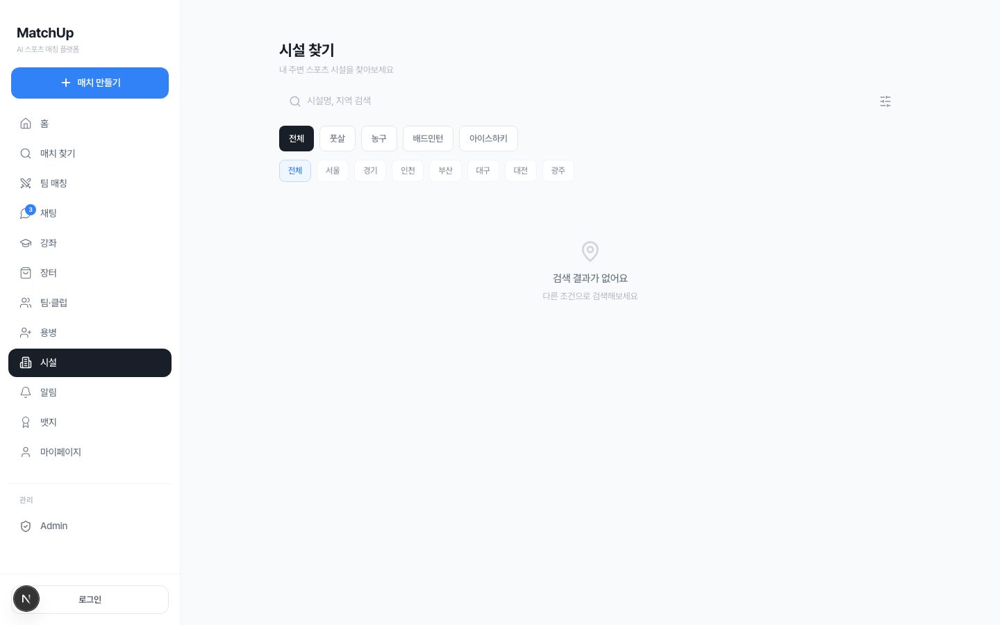 MatchUp
AI 스포츠 매칭 플랫폼
매치 만들기
홈
매치 찾기
팀 매칭
3
채팅
강좌
장터
팀·클럽
용병
시설
알림
뱃지
마이페이지
관리
Admin
N
로그인
시설 찾기
내 주변 스포츠 시설을 찾아보세요
시설명, 지역 검색
전체 풋살 농구 배드민턴 아이스하키
전체 서울 경기 인천 부산 대구 대전 광주
검색 결과가 없어요
다른 조건으로 검색해보세요